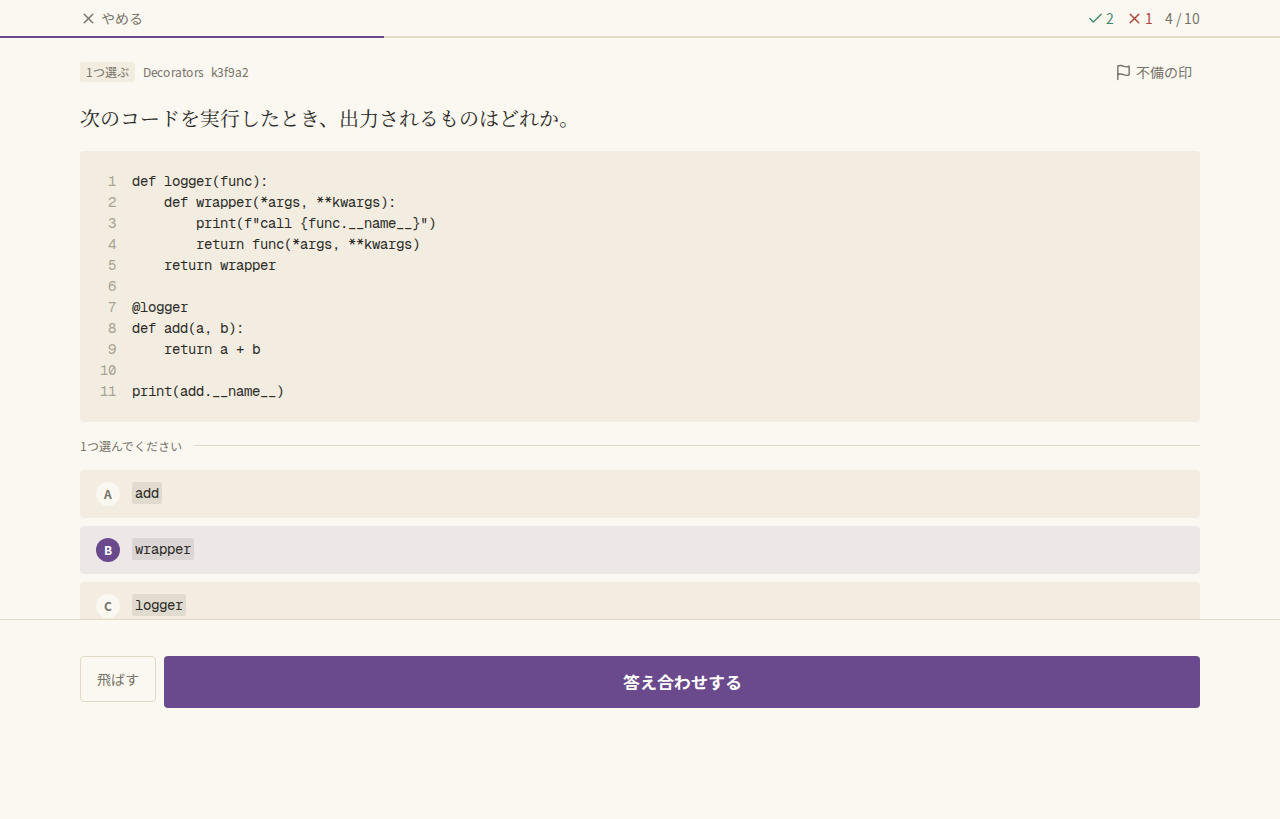 やめる
2 1 4 / 10
1つ選ぶ Decorators k3f9a2
不備の印
次のコードを実行したとき、出力されるものはどれか。
1 def logger(func):
2     def wrapper(*args, **kwargs):
3         print(f"call {func.__name__}")
4         return func(*args, **kwargs)
5     return wrapper
6
7 @logger
8 def add(a, b):
9     return a + b
10
11 print(add.__name__)
1つ選んでください
A add
B wrapper
C logger
飛ばす
答え合わせする